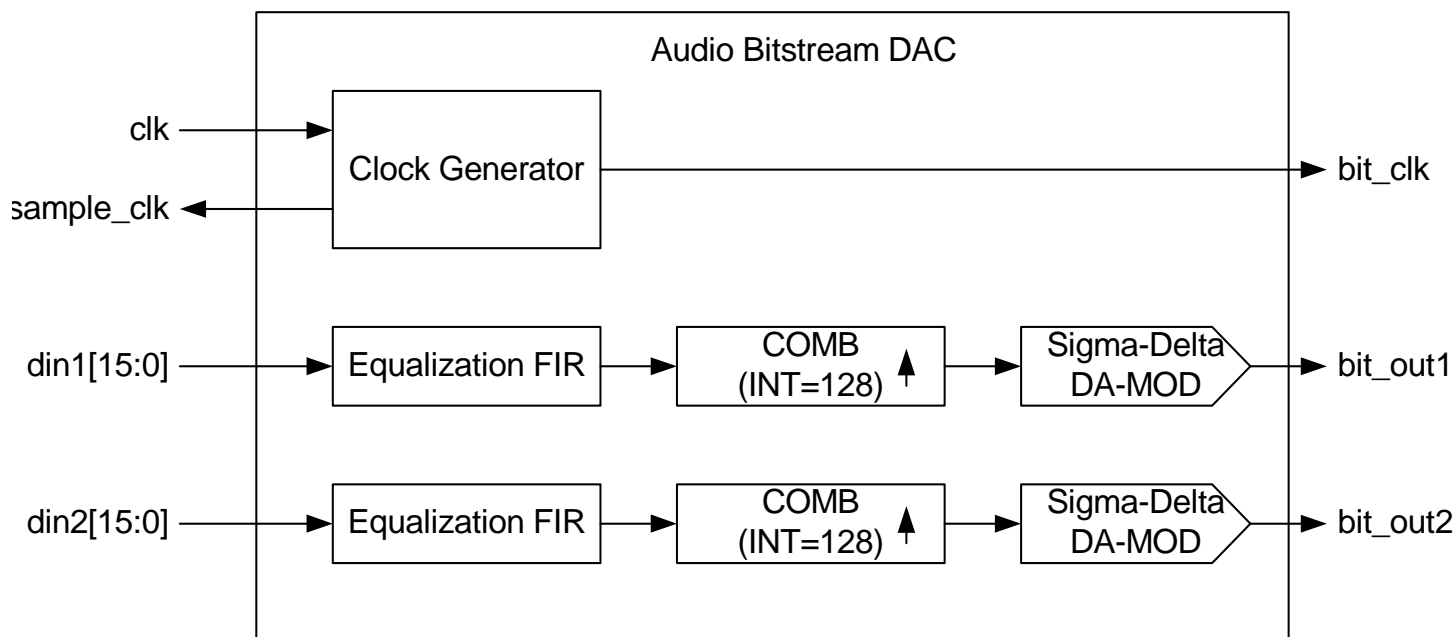 Audio Bitstream DAC
clk
Clock Generator
bit_clk
sample_clk
din1[15:0]
Equalization FIR
COMB
(INT=128)
Sigma-Delta
DA-MOD
bit_out1
din2[15:0]
Equalization FIR
COMB
(INT=128)
Sigma-Delta
DA-MOD
bit_out2